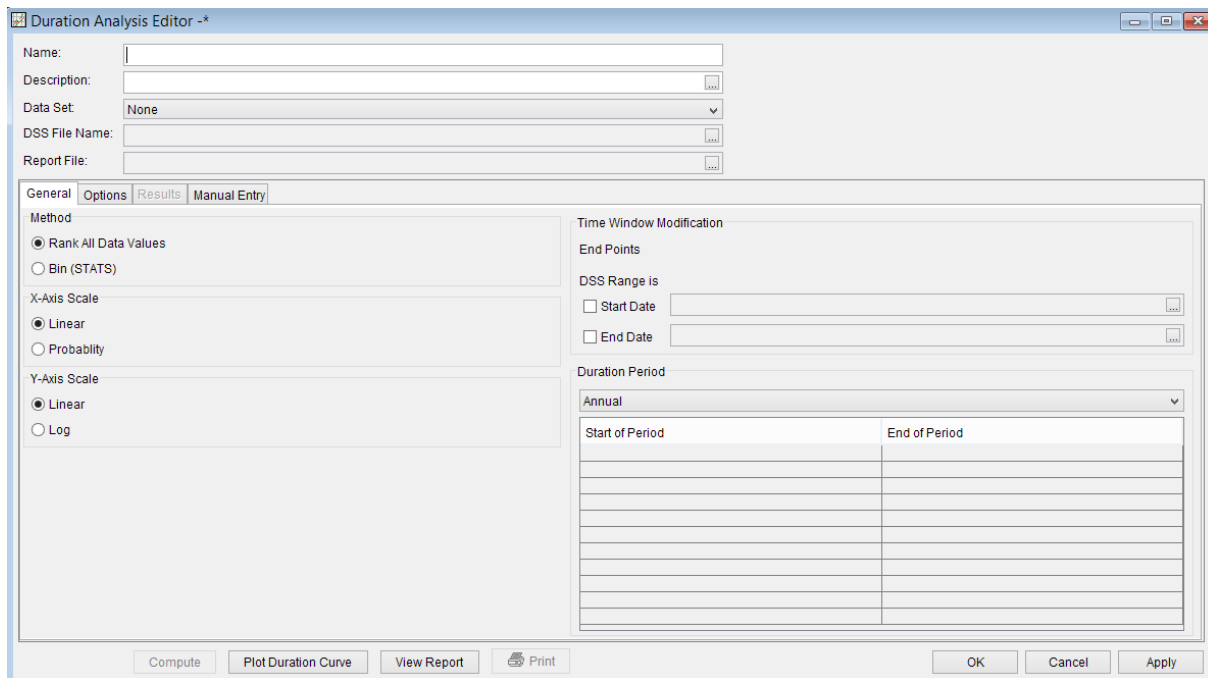 Duration Analysis Editor -*
Name:
Description:
...
Data Set:
None
DSS File Name:
...
Report File:
...
General Options Results Manual Entry
Method
Rank All Data Values
Bin (STATS)
X-Axis Scale
Linear
Probablity
Y-Axis Scale
Linear
Log
Time Window Modification
End Points
DSS Range is
Start Date
...
End Date
...
Duration Period
Annual
Start of Period End of Period
Compute Plot Duration Curve View Report Print OK Cancel Apply